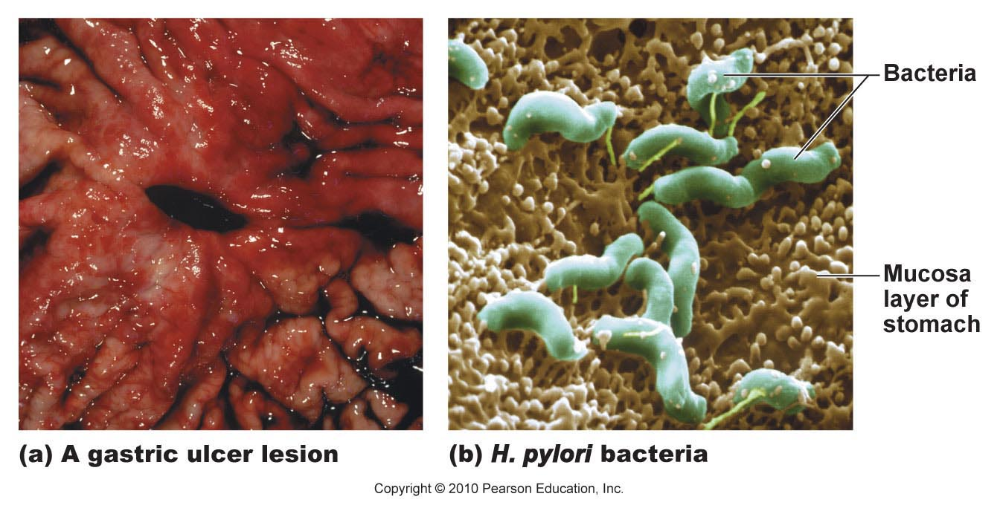 Bacteria
Mucosa
layer of
stomach
(a) A gastric ulcer lesion
(b) H. pylori bacteria
Copyright © 2010 Pearson Education, Inc.